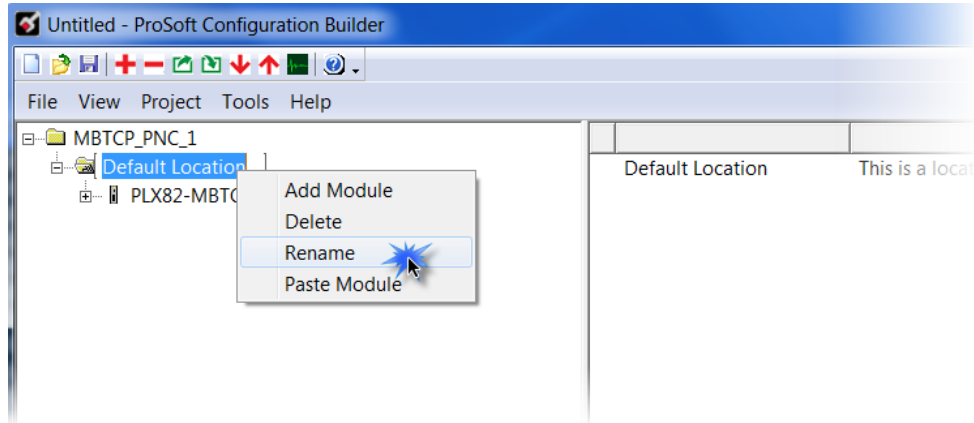 Untitled - ProSoft Configuration Builder
File View Project Tools Help
MBTCP_PNC_1
Default Location
PLX82-MBTC
Add Module
Delete
Rename
Paste Module
Default Location This is a locat